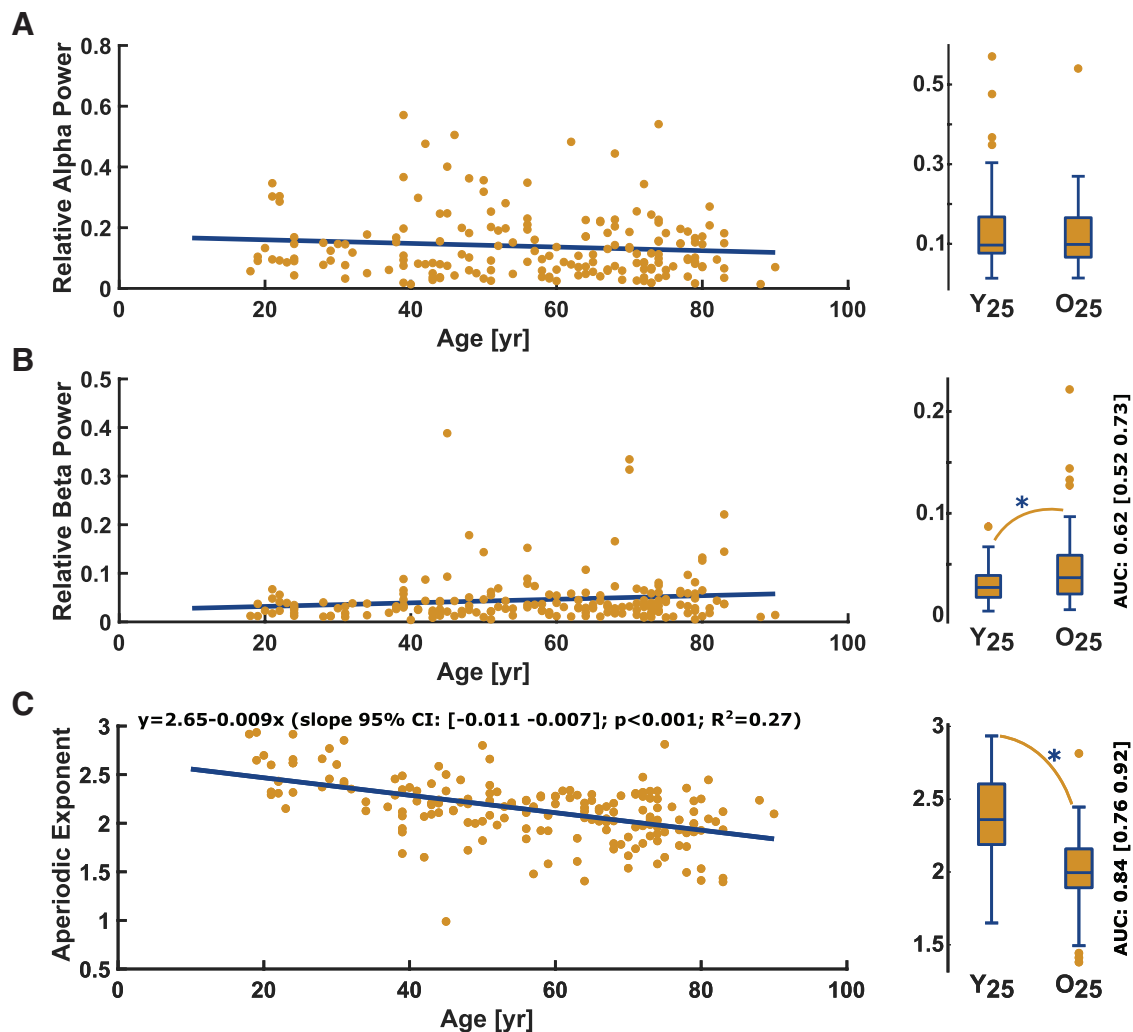 A
Relative Alpha Power
0.8
0.6
0.4
0.2
0
0 20 40 60 80 100
Age [yr]
0.5
0.3
0.1
Y25 O25
B
Relative Beta Power
0.5
0.4
0.3
0.2
0.1
0
0 20 40 60 80 100
Age [yr]
0.2
0.1
0
*
Y25 O25
AUC: 0.62 [0.52 0.73]
C
Aperiodic Exponent
y=2.65-0.009x (slope 95% CI: [-0.011 -0.007]; p<0.001; R²=0.27)
3
2.5
2
1.5
1
0.5
0 20 40 60 80 100
Age [yr]
3
2.5
2
1.5
*
Y25 O25
AUC: 0.84 [0.76 0.92]